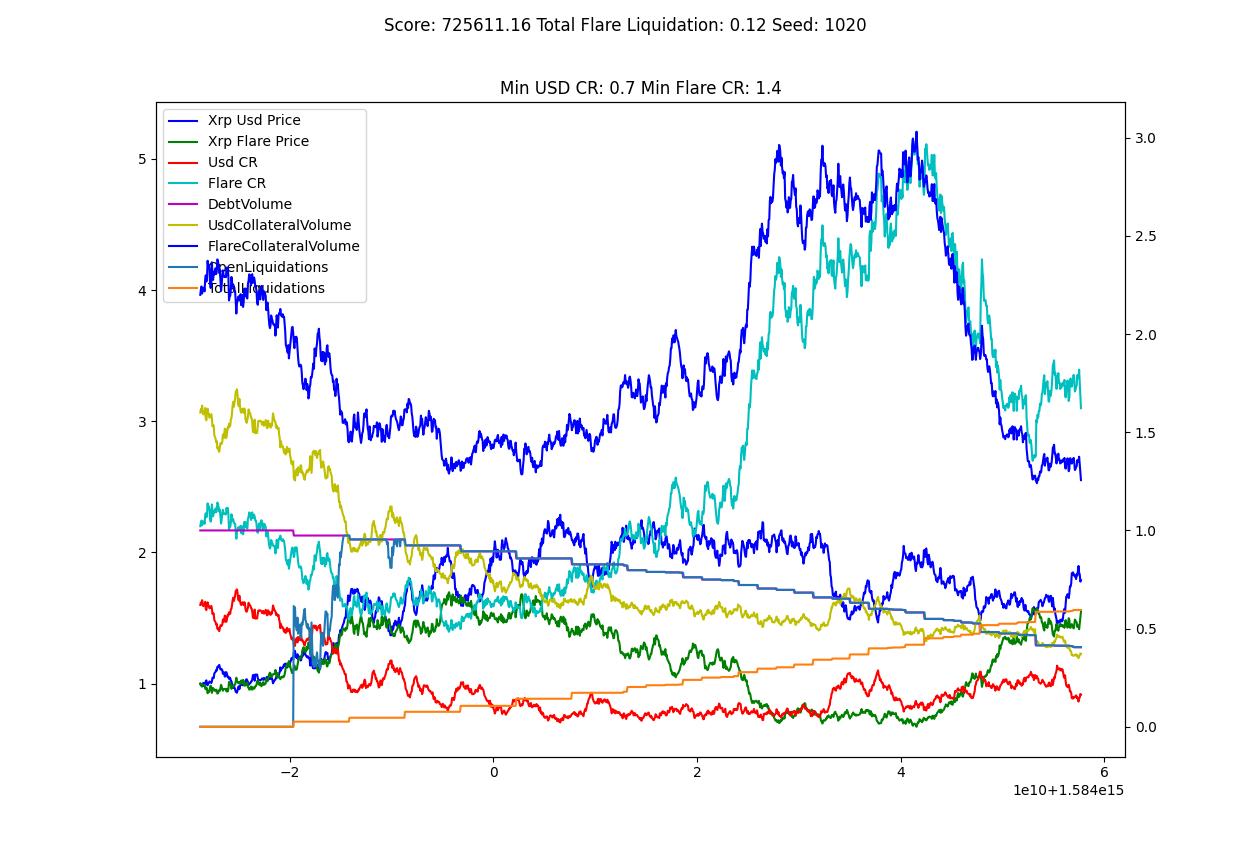 Score: 725611.16 Total Flare Liquidation: 0.12 Seed: 1020
Min USD CR: 0.7 Min Flare CR: 1.4
Xrp Usd Price
Xrp Flare Price
Usd CR
Flare CR
DebtVolume
UsdCollateralVolume
FlareCollateralVolume
OpenLiquidations
TotalLiquidations
5
4
3
2
1
3.0
2.5
2.0
1.5
1.0
0.5
0.0
−2
0
2
4
6
1e10+1.584e15